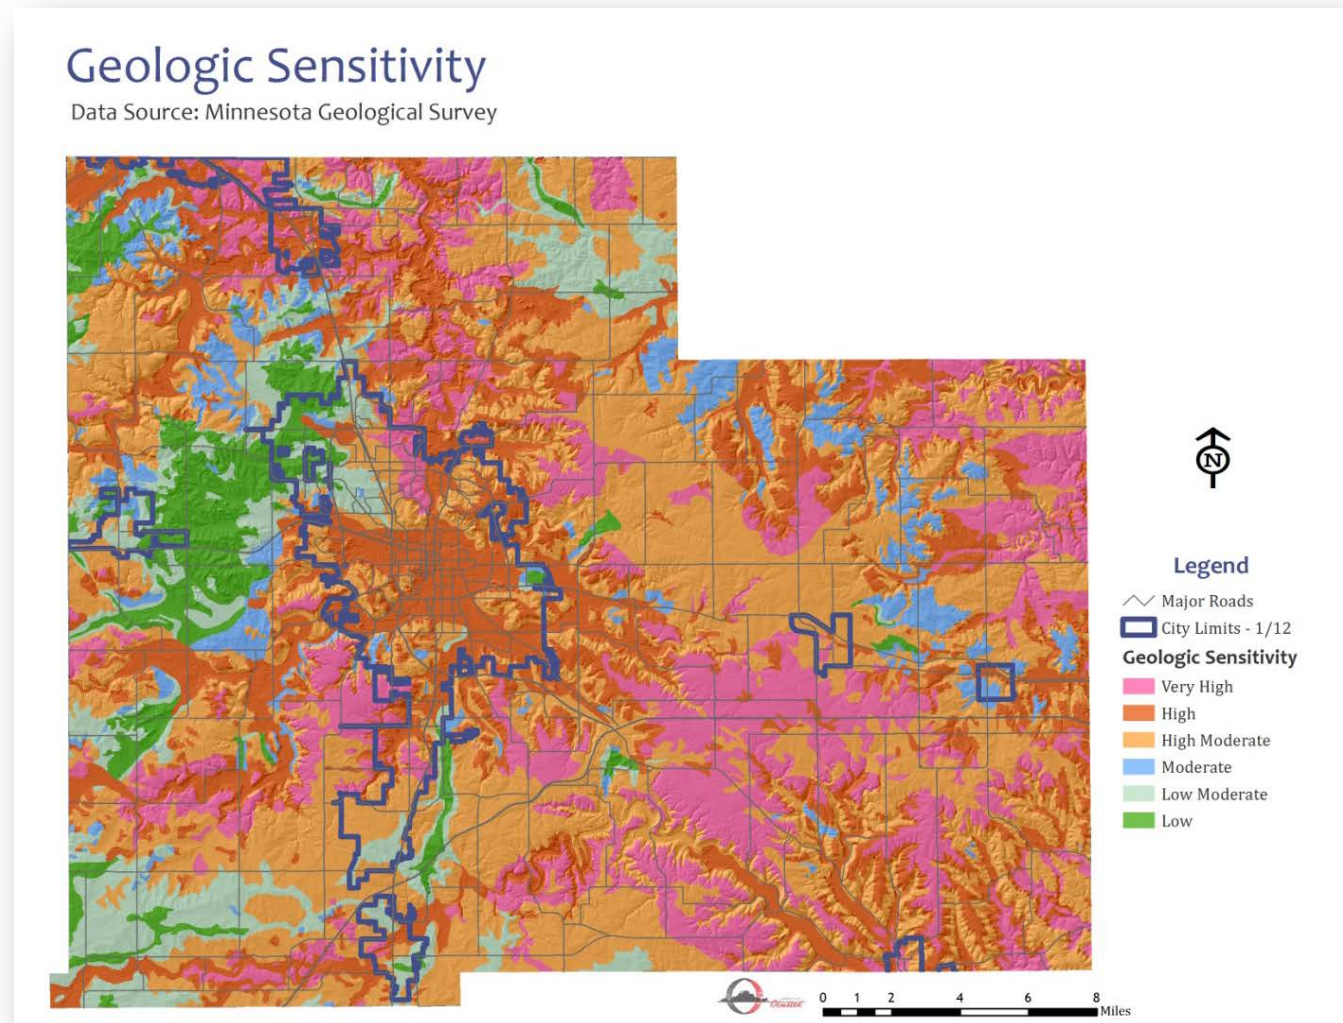 Geologic Sensitivity
Data Source: Minnesota Geological Survey
N
Legend
Major Roads
City Limits - 1/12
Geologic Sensitivity
Very High
High
High Moderate
Moderate
Low Moderate
Low
Olmsted
0 1 2 4 6 8
Miles